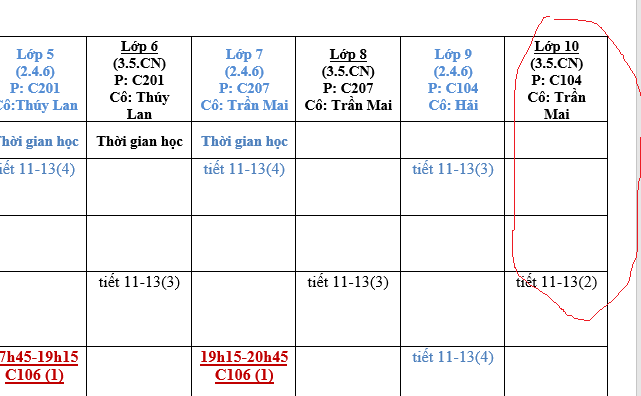 Lớp 5
(2.4.6)
P: C201
Cô:Thúy Lan
Lớp 6
(3.5.CN)
P: C201
Cô: Thúy
Lan
Lớp 7
(2.4.6)
P: C207
Cô: Trần Mai
Lớp 8
(3.5.CN)
P: C207
Cô: Trần Mai
Lớp 9
(2.4.6)
P: C104
Cô: Hải
Lớp 10
(3.5.CN)
P: C104
Cô: Trần
Mai
Thời gian học Thời gian học Thời gian học
tiết 11-13(4) tiết 11-13(4) tiết 11-13(3)
tiết 11-13(3) tiết 11-13(3) tiết 11-13(2)
7h45-19h15
C106 (1)
19h15-20h45
C106 (1)
tiết 11-13(4)